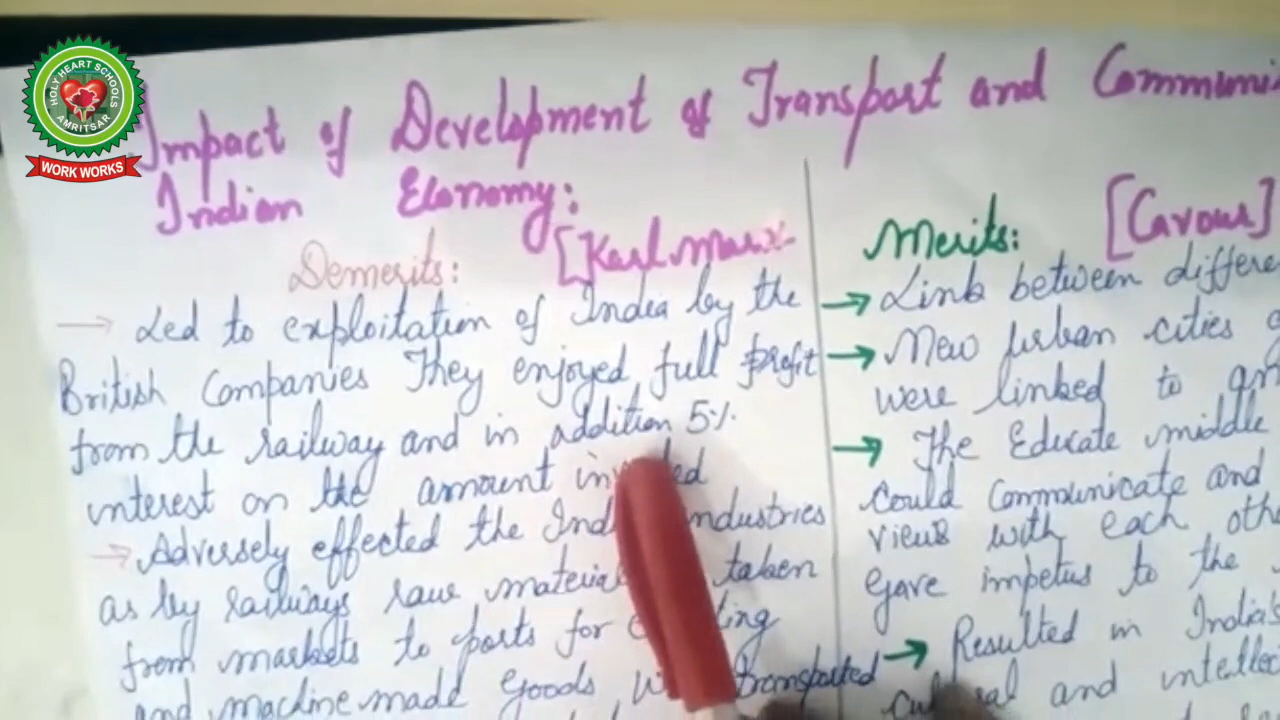 HOLY HEART SCHOOLS
AMRITSAR
WORK WORKS
Impact of Development of Transport and
Indian Economy:
Demerits: [Karl Marx
→ Led to exploitation of India by the
British Companies They enjoyed full profit
from the railway and in addition 5%
interest on the amount
→ Adversely effected the industries
as by railways raw taken
from markets to ports for
and machine made goods transported
Merits: [Cavour]
→ Link between
→ New urban cities
were linked to
→ The Educate middle
could communicate and
views with each
gave impetus to the
→ Resulted in
and